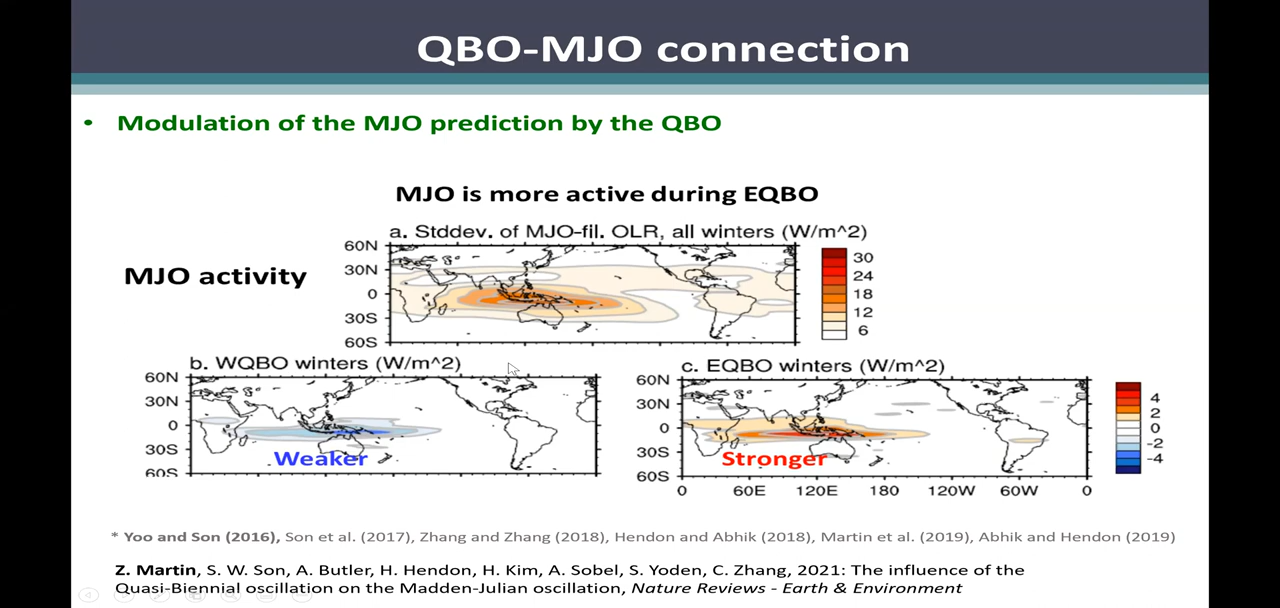 QBO-MJO connection
• Modulation of the MJO prediction by the QBO
MJO is more active during EQBO
a. Stddev. of MJO-fil. OLR, all winters (W/m^2)
MJO activity
60N
30N
0
30S
60S
30
24
18
12
6
b. WQBO winters (W/m^2)
60N
30N
0
30S
60S
Weaker
c. EQBO winters (W/m^2)
60N
30N
0
30S
60S
Stronger
0 60E 120E 180 120W 60W 0
4
2
0
-2
-4
* Yoo and Son (2016), Son et al. (2017), Zhang and Zhang (2018), Hendon and Abhik (2018), Martin et al. (2019), Abhik and Hendon (2019)
Z. Martin, S. W. Son, A. Butler, H. Hendon, H. Kim, A. Sobel, S. Yoden, C. Zhang, 2021: The influence of the
Quasi-Biennial oscillation on the Madden-Julian oscillation, Nature Reviews - Earth & Environment